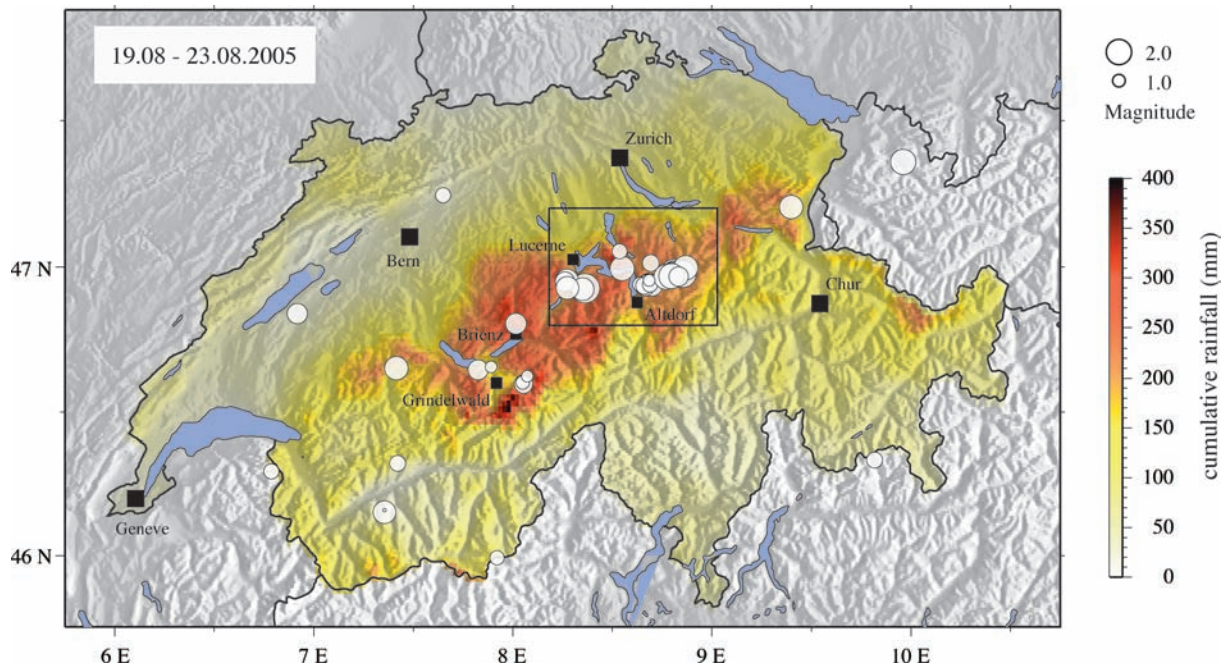 19.08 - 23.08.2005
2.0
1.0
Magnitude
Zurich
Lucerne
Bern
Chur
Altdorf
Brienz
Grindelwald
Geneve
47 N
46 N
6 E
7 E
8 E
9 E
10 E
400
350
300
250
200
150
100
50
0
cumulative rainfall (mm)